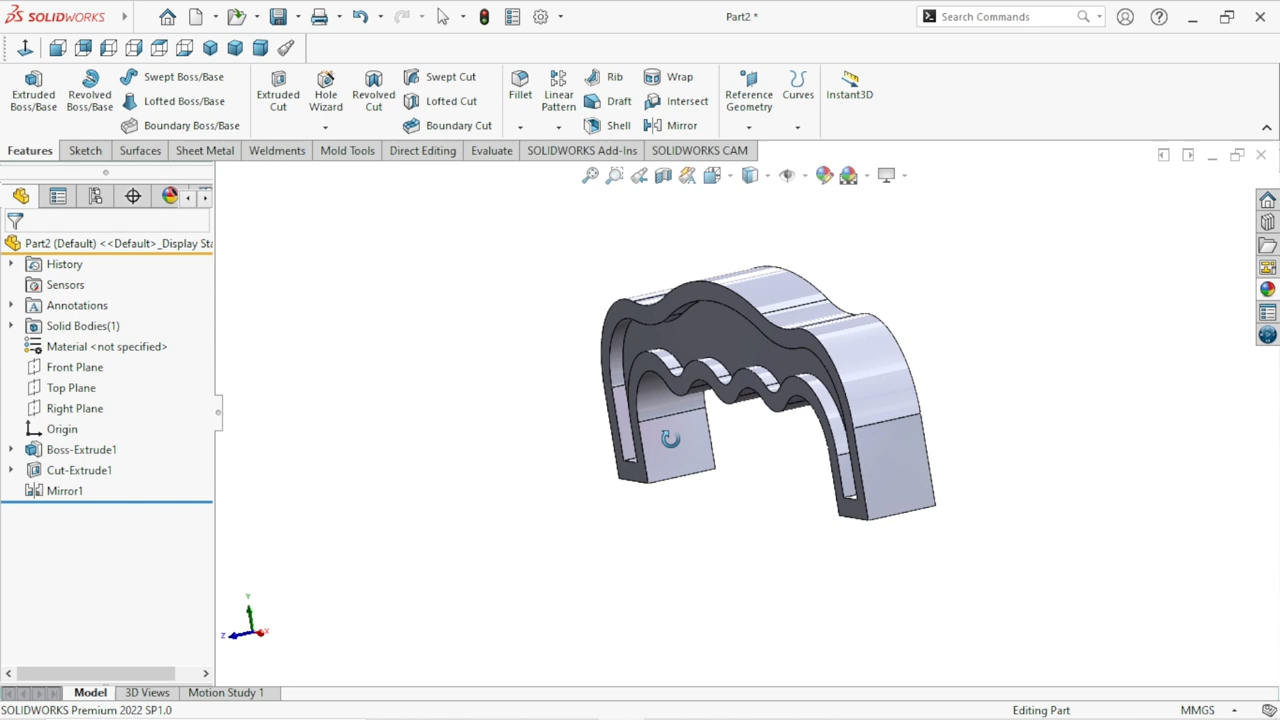 SOLIDWORKS
Part2 *
Search Commands
Extruded Boss/Base
Revolved Boss/Base
Swept Boss/Base
Lofted Boss/Base
Boundary Boss/Base
Extruded Cut
Hole Wizard
Revolved Cut
Swept Cut
Lofted Cut
Boundary Cut
Fillet
Linear Pattern
Rib
Draft
Shell
Wrap
Intersect
Mirror
Reference Geometry
Curves
Instant3D
Features
Sketch
Surfaces
Sheet Metal
Weldments
Mold Tools
Direct Editing
Evaluate
SOLIDWORKS Add-Ins
SOLIDWORKS CAM
Part2 (Default) <<Default>_Display Sta
History
Sensors
Annotations
Solid Bodies(1)
Material <not specified>
Front Plane
Top Plane
Right Plane
Origin
Boss-Extrude1
Cut-Extrude1
Mirror1
Y
Z
X
Model
3D Views
Motion Study 1
SOLIDWORKS Premium 2022 SP1.0
Editing Part
MMGS